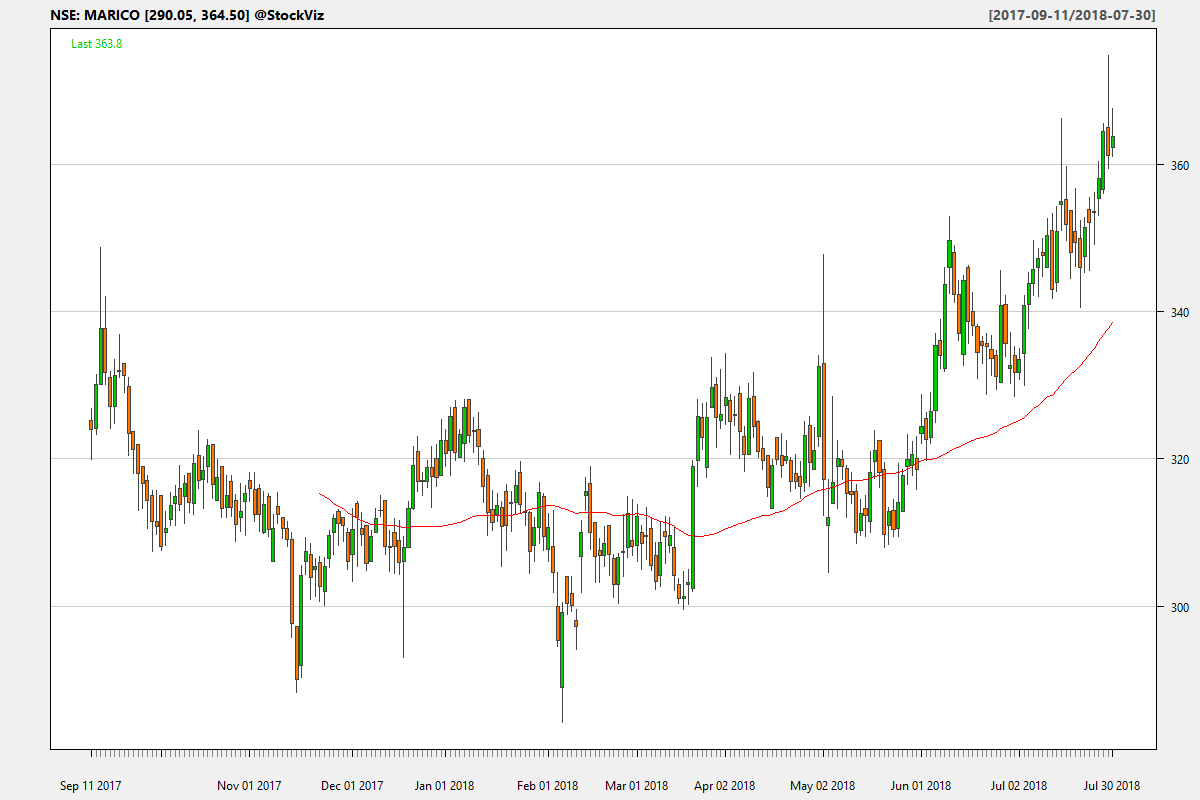 NSE: MARICO [290.05, 364.50] @StockViz
[2017-09-11/2018-07-30]
Last 363.8
360
340
320
300
Sep 11 2017
Nov 01 2017
Dec 01 2017
Jan 01 2018
Feb 01 2018
Mar 01 2018
Apr 02 2018
May 02 2018
Jun 01 2018
Jul 02 2018
Jul 30 2018